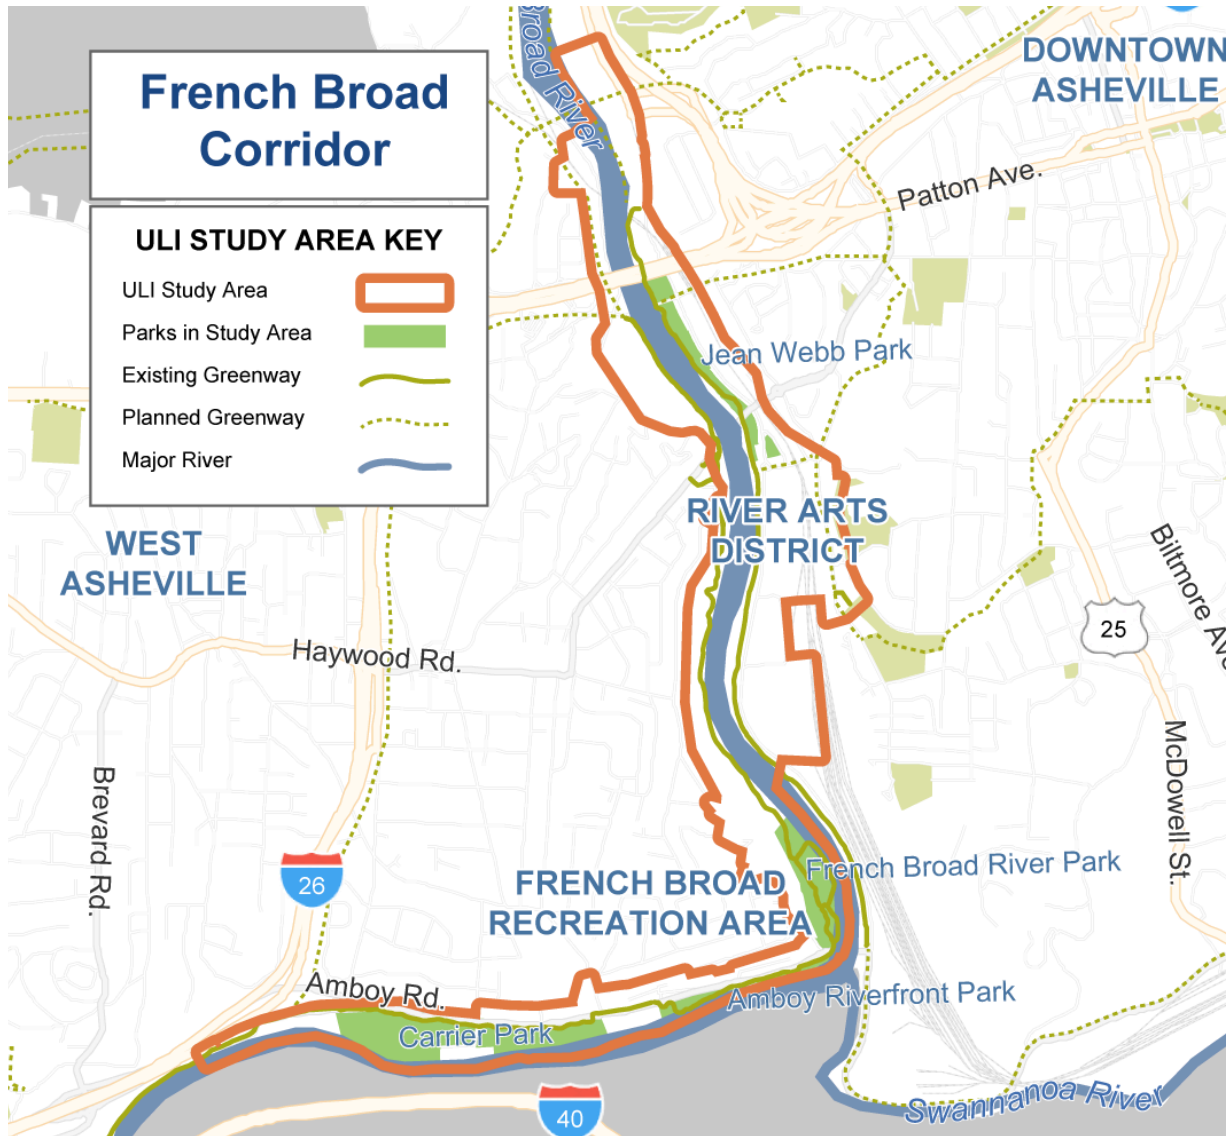 French Broad
Corridor
ULI STUDY AREA KEY
ULI Study Area
Parks in Study Area
Existing Greenway
Planned Greenway
Major River
Broad River
DOWNTOWN
ASHEVILLE
Patton Ave.
Jean Webb Park
RIVER ARTS
DISTRICT
WEST
ASHEVILLE
Haywood Rd.
Biltmore Ave
25
McDowell St.
Brevard Rd.
26
French Broad River Park
FRENCH BROAD
RECREATION AREA
Amboy Rd.
Amboy Riverfront Park
Carrier Park
40
Swannanoa River